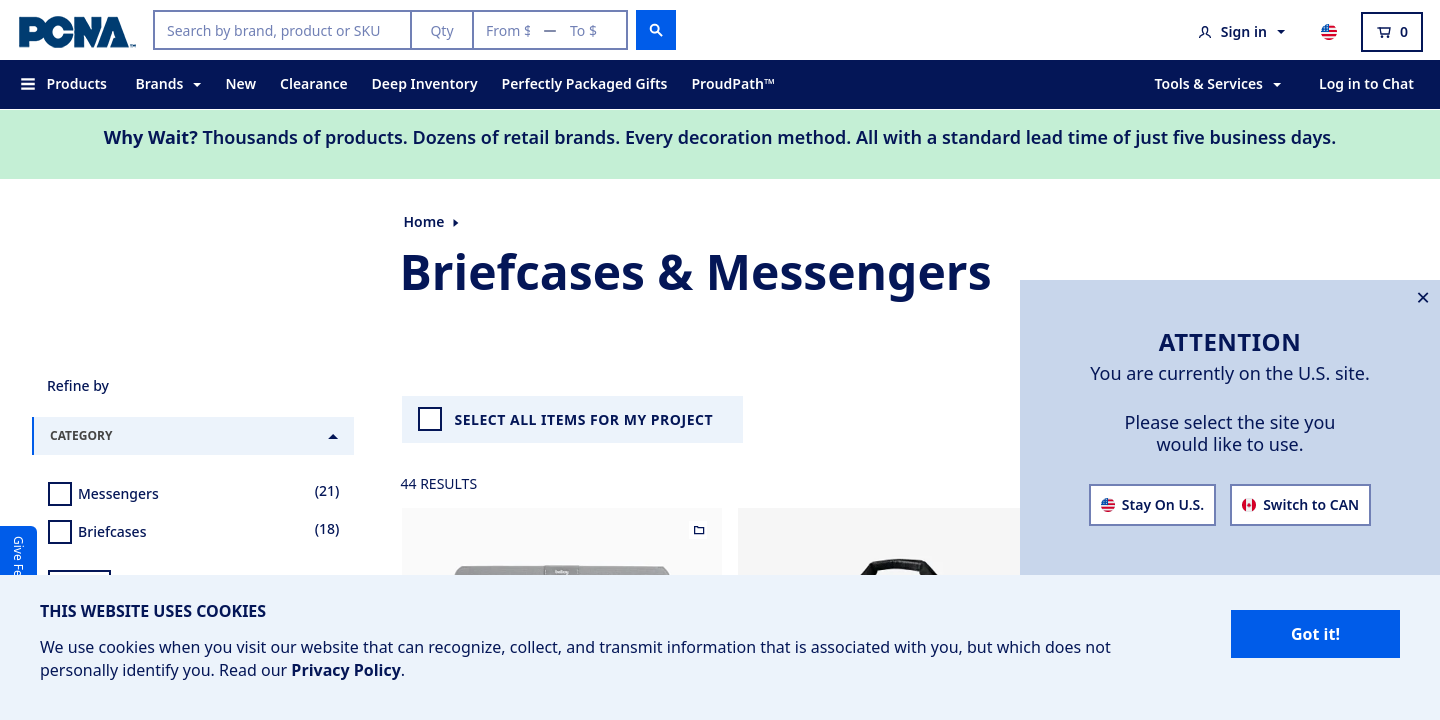 PCNA™
Search by brand, product or SKU
Qty
From $ — To $
Sign in
0
Products
Brands
New
Clearance
Deep Inventory
Perfectly Packaged Gifts
ProudPath™
Tools & Services
Log in to Chat
Why Wait? Thousands of products. Dozens of retail brands. Every decoration method. All with a standard lead time of just five business days.
Home
Briefcases & Messengers
ATTENTION
You are currently on the U.S. site.
Please select the site you
would like to use.
Stay On U.S.
Switch to CAN
Refine by
CATEGORY
Messengers (21)
Briefcases (18)
SELECT ALL ITEMS FOR MY PROJECT
44 RESULTS
Give Fe
THIS WEBSITE USES COOKIES
We use cookies when you visit our website that can recognize, collect, and transmit information that is associated with you, but which does not
personally identify you. Read our Privacy Policy.
Got it!